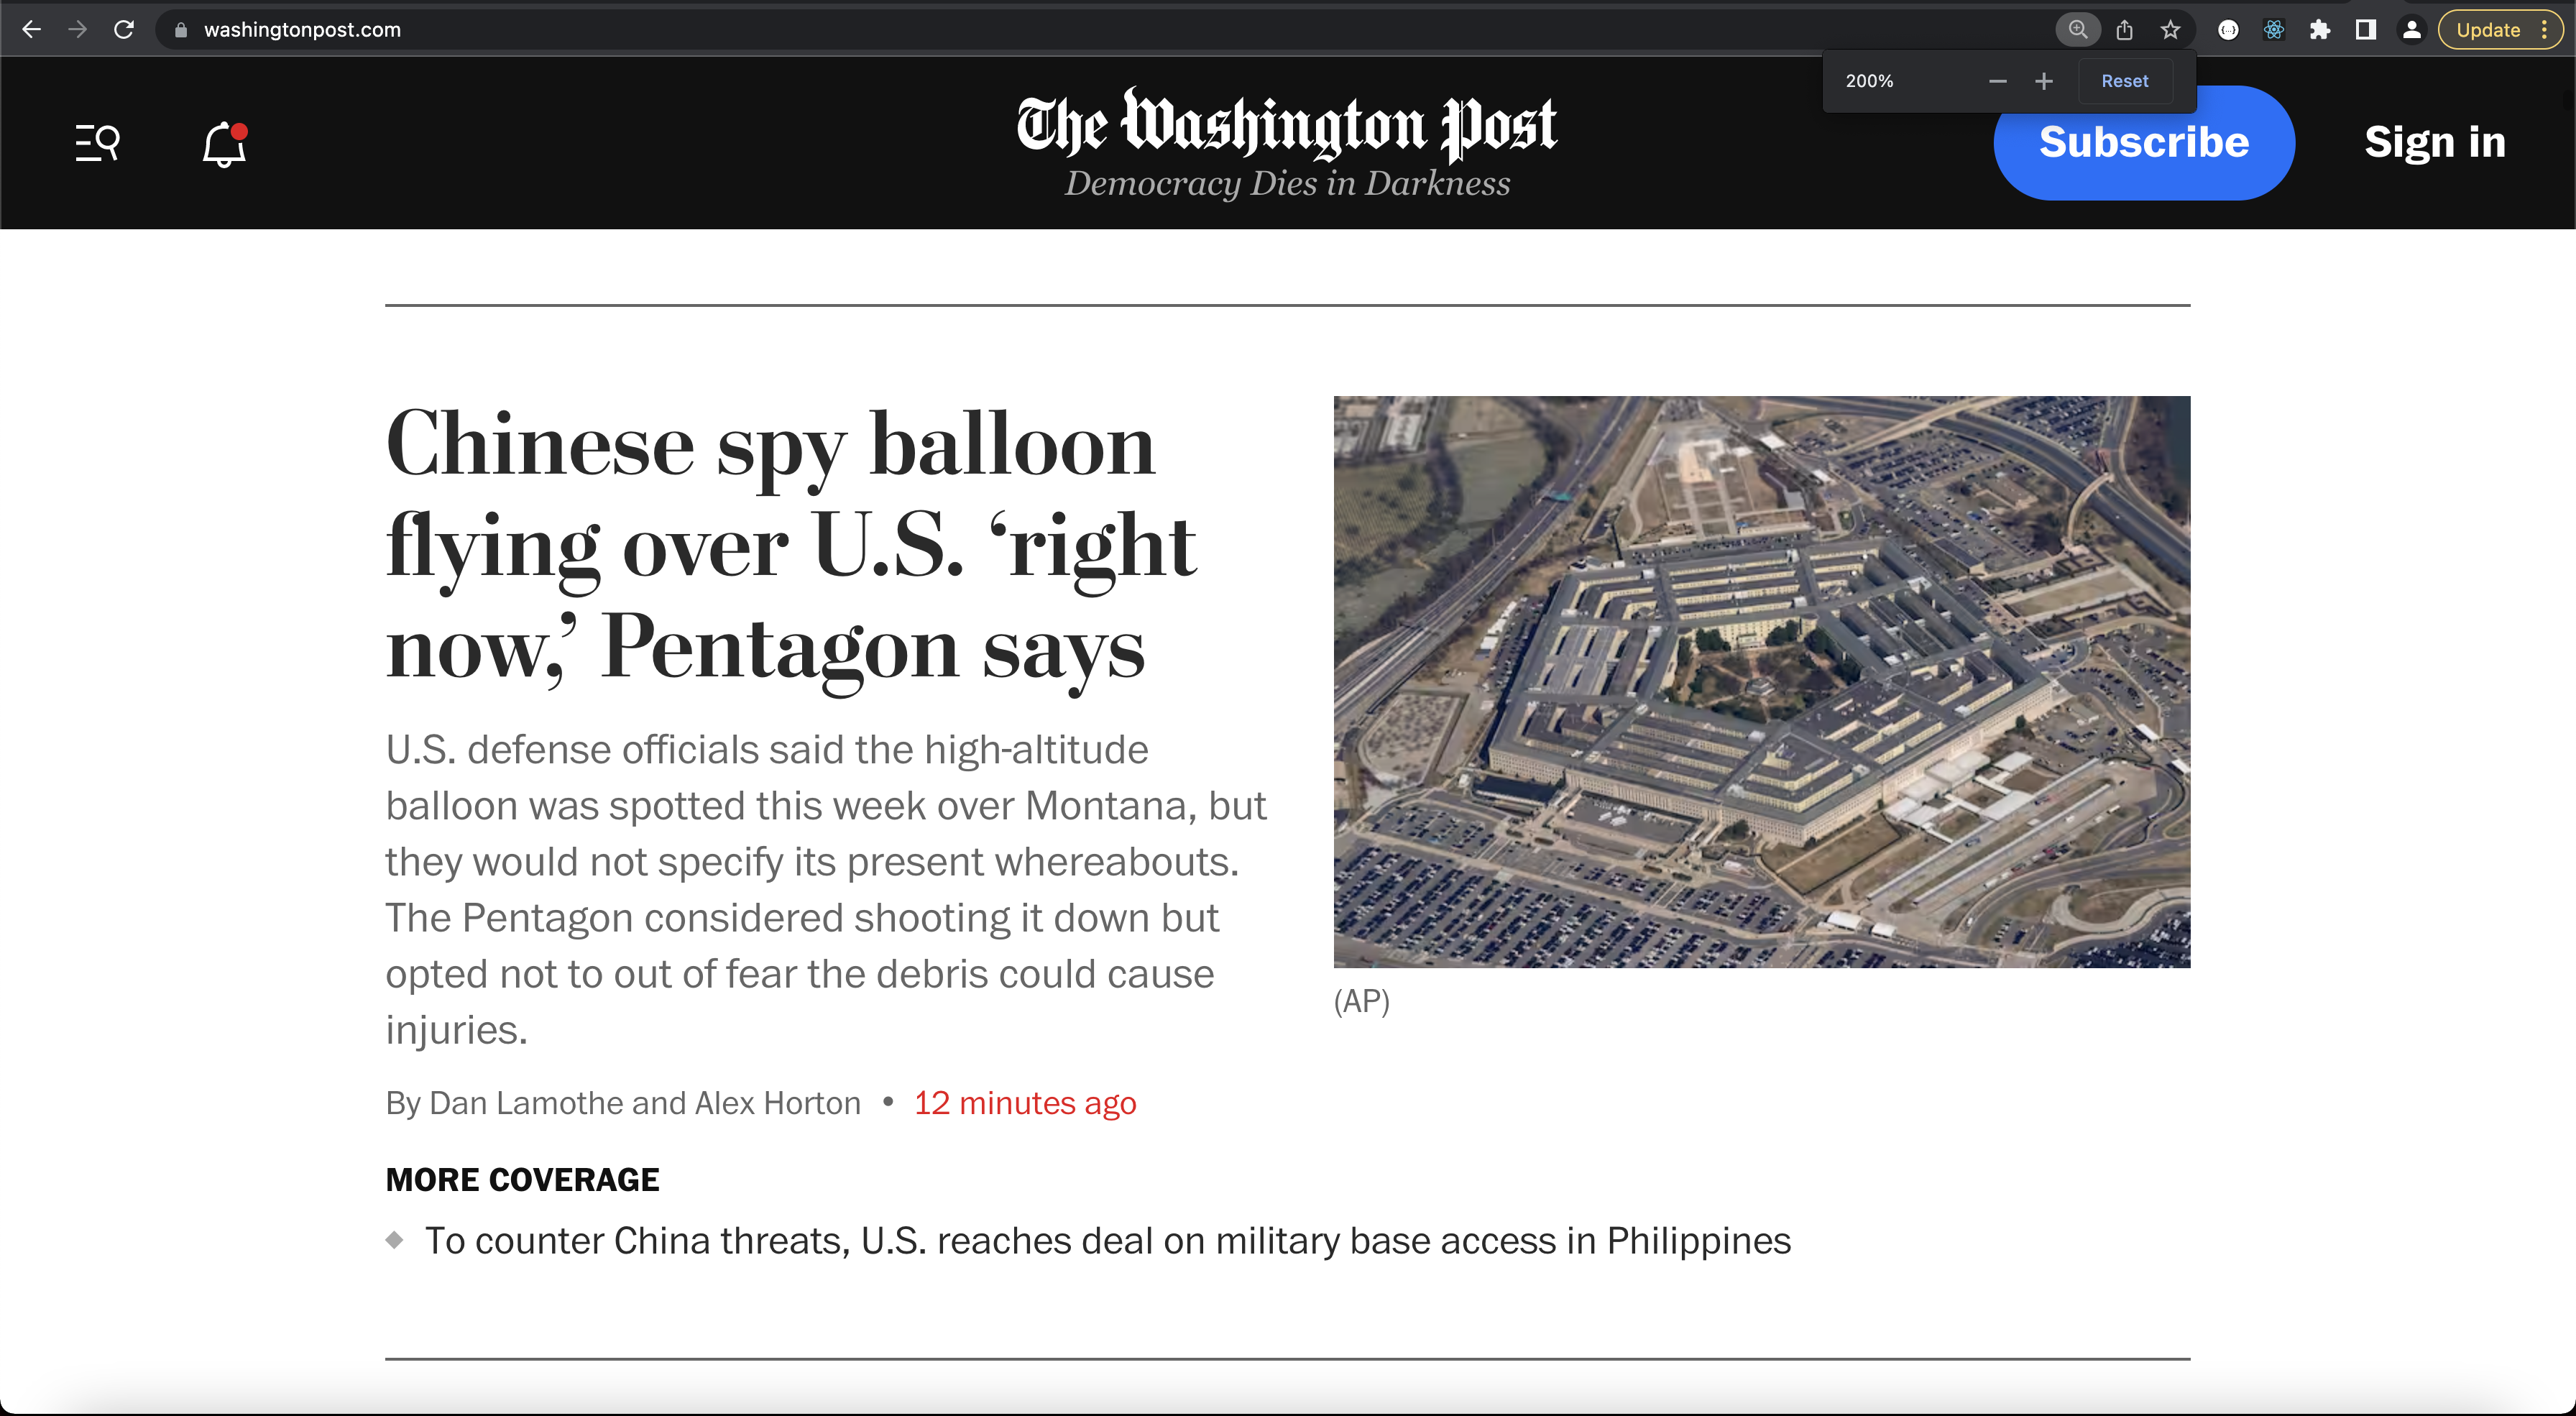 washingtonpost.com
Update
200%
Reset
The Washington Post
Democracy Dies in Darkness
Subscribe
Sign in
Chinese spy balloon
flying over U.S. ‘right
now,’ Pentagon says
U.S. defense officials said the high-altitude
balloon was spotted this week over Montana, but
they would not specify its present whereabouts.
The Pentagon considered shooting it down but
opted not to out of fear the debris could cause
injuries.
By Dan Lamothe and Alex Horton • 12 minutes ago
(AP)
MORE COVERAGE
To counter China threats, U.S. reaches deal on military base access in Philippines